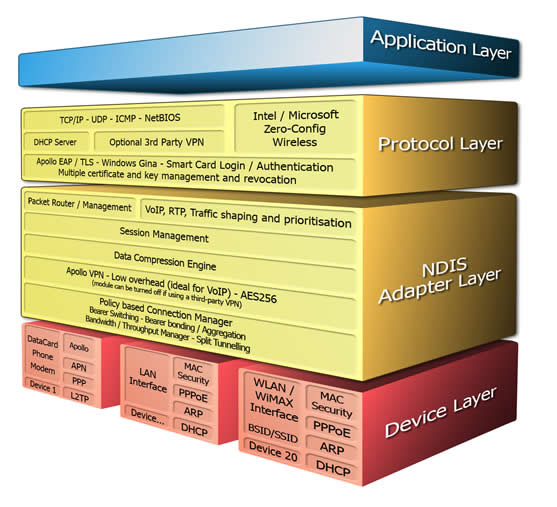 Application Layer
TCP/IP - UDP - ICMP - NetBIOS
Intel / Microsoft
Zero-Config
Wireless
DHCP Server
Optional 3rd Party VPN
Apollo EAP / TLS - Windows Gina - Smart Card Login / Authentication
Multiple certificate and key management and revocation
Protocol Layer
Packet Router / Management
VoIP, RTP, Traffic shaping and prioritisation
Session Management
Data Compression Engine
Apollo VPN - Low overhead (ideal for VoIP) - AES256
(module can be turned off if using a third-party VPN)
Policy based Connection Manager
Bearer Switching - Bearer bonding / Aggregation
Bandwidth / Throughput Manager - Split Tunnelling
NDIS
Adapter Layer
DataCard
Phone
Modem
Device 1
Apollo
APN
PPP
L2TP
LAN
Interface
Device...
MAC
Security
PPPoE
ARP
DHCP
WLAN /
WiMAX
Interface
BSID/SSID
Device 20
MAC
Security
PPPoE
ARP
DHCP
Device Layer